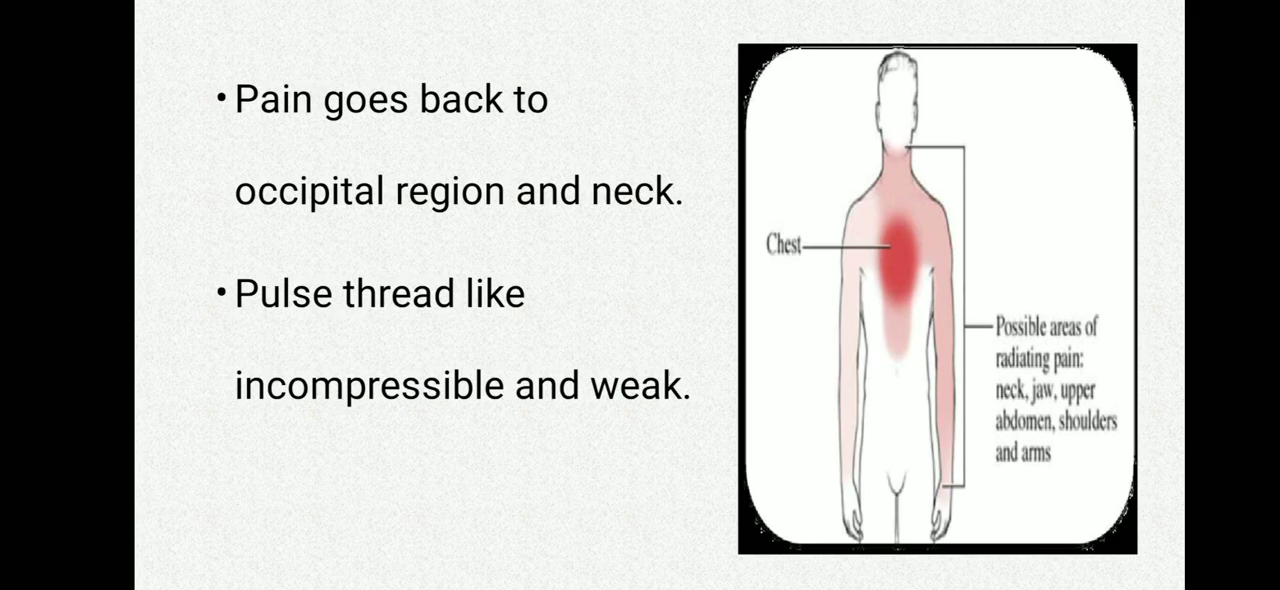 • Pain goes back to
occipital region and neck.
• Pulse thread like
incompressible and weak.
Chest
Possible areas of
radiating pain:
neck, jaw, upper
abdomen, shoulders
and arms